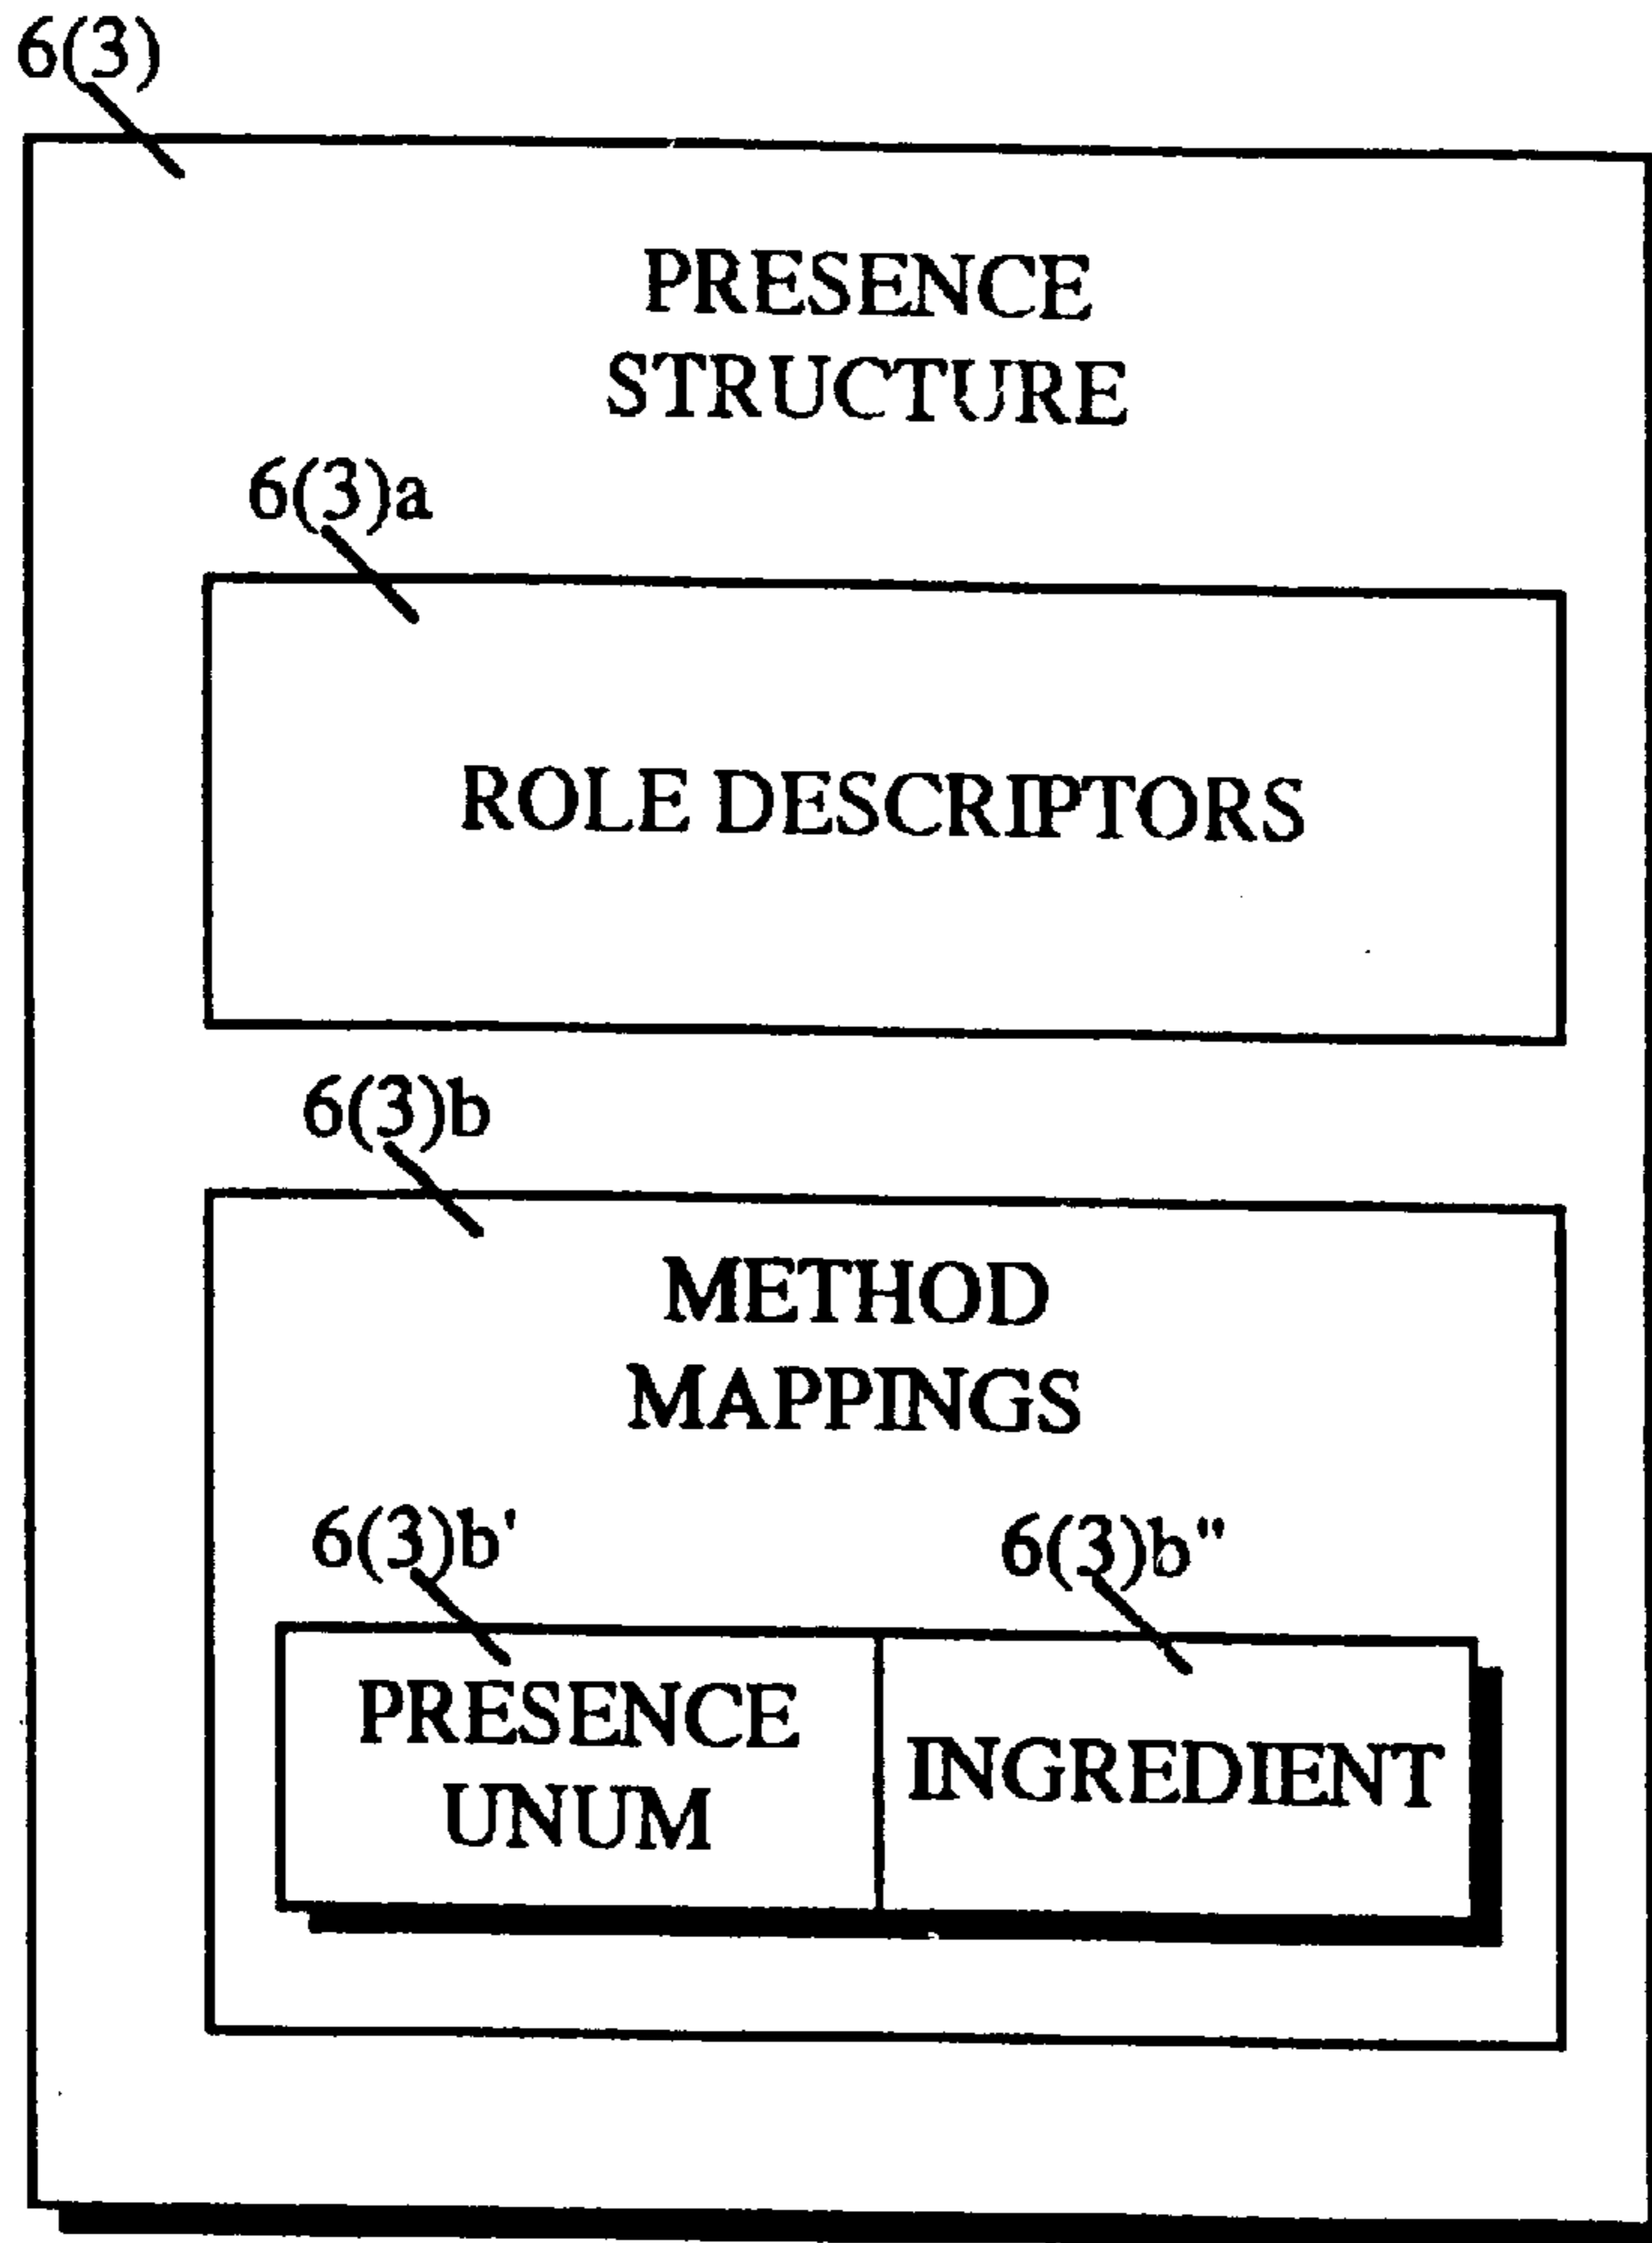 6(3)
PRESENCE
STRUCTURE
6(3)a
ROLE DESCRIPTORS
6(3)b
METHOD
MAPPINGS
6(3)b' 6(3)b"
PRESENCE
UNUM
INGREDIENT